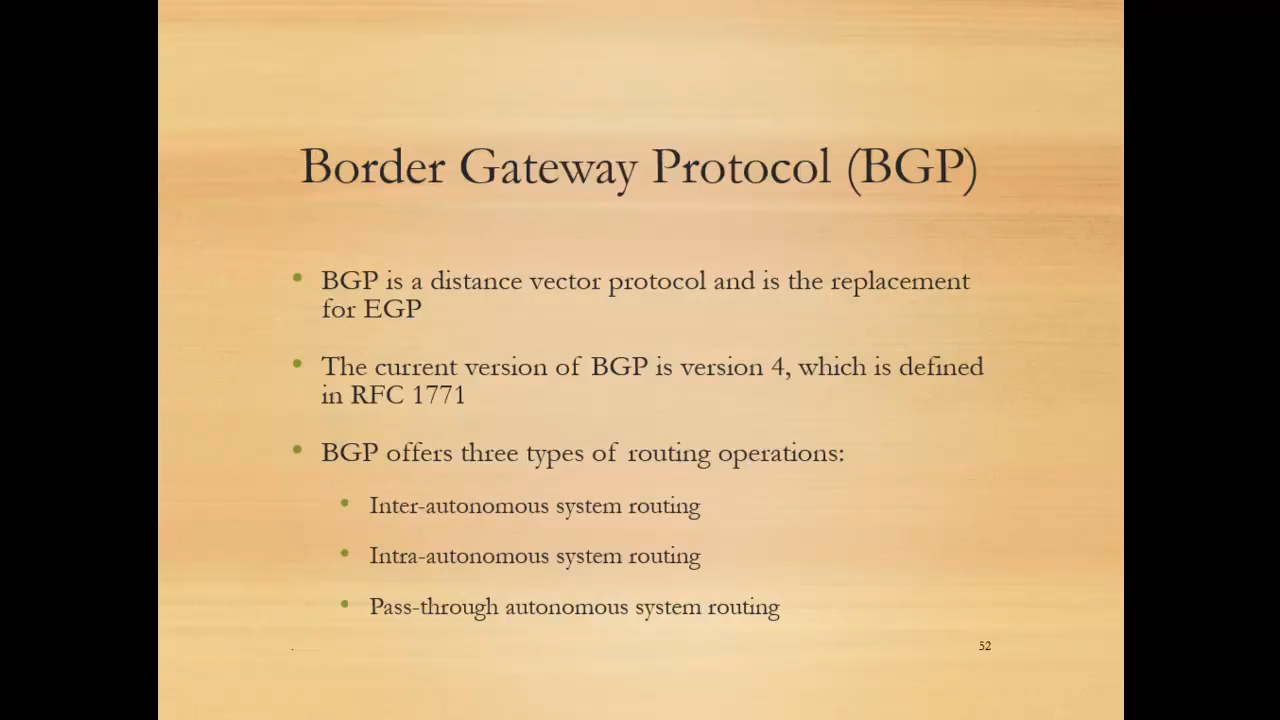 Border Gateway Protocol (BGP)
• BGP is a distance vector protocol and is the replacement
for EGP
• The current version of BGP is version 4, which is defined
in RFC 1771
• BGP offers three types of routing operations:
• Inter-autonomous system routing
• Intra-autonomous system routing
• Pass-through autonomous system routing
. 52